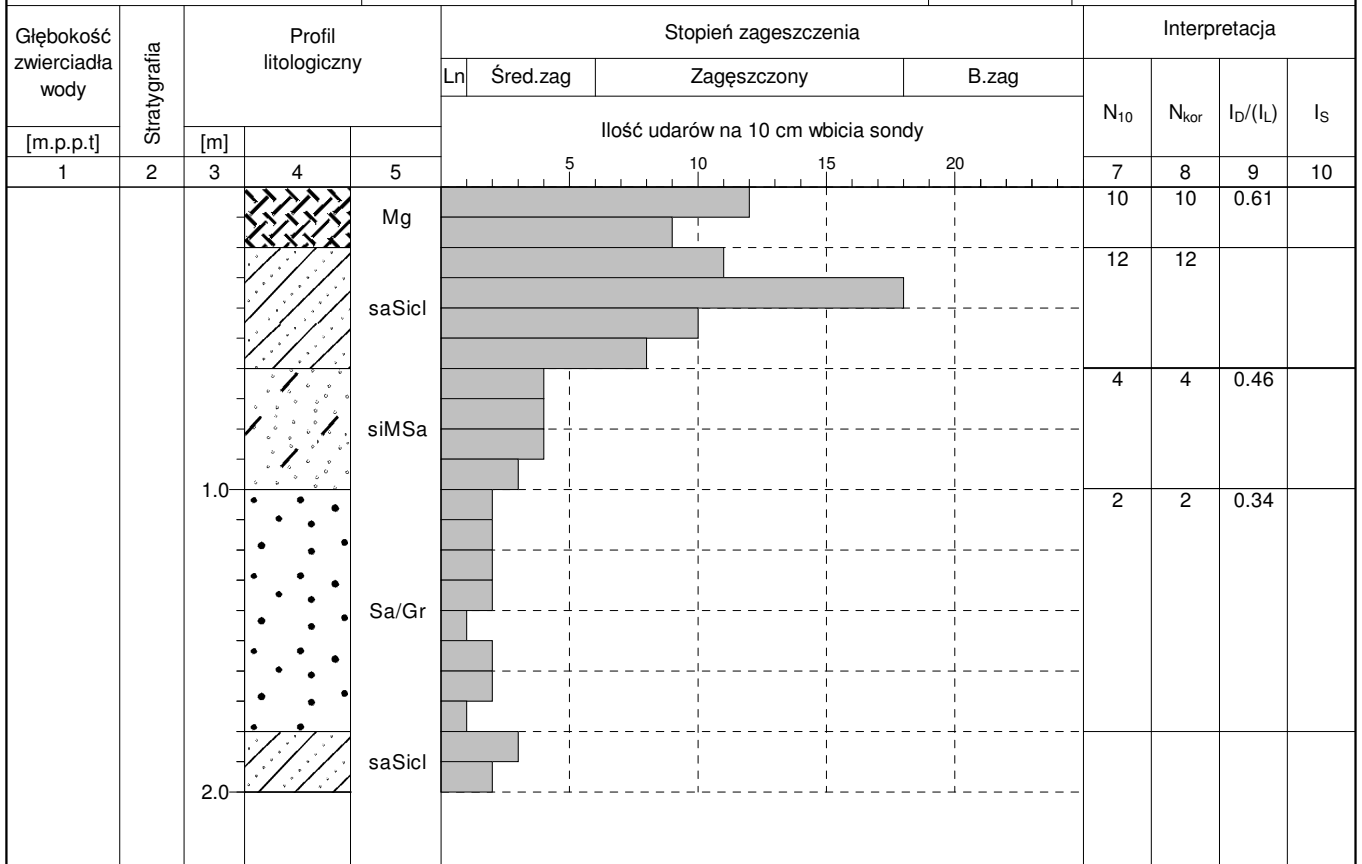 Głębokość zwierciadła wody
Stratygrafia
Profil litologiczny
Stopień zagęszczenia
Interpretacja
Ln Śred.zag Zagęszczony B.zag
N10 Nkor ID/(IL) IS
Ilość udarów na 10 cm wbicia sondy
[m.p.p.t] [m]
5 10 15 20
1 2 3 4 5 7 8 9 10
Mg 10 10 0.61
saSicl 12 12
siMSa 4 4 0.46
1.0
Sa/Gr 2 2 0.34
saSicl
2.0